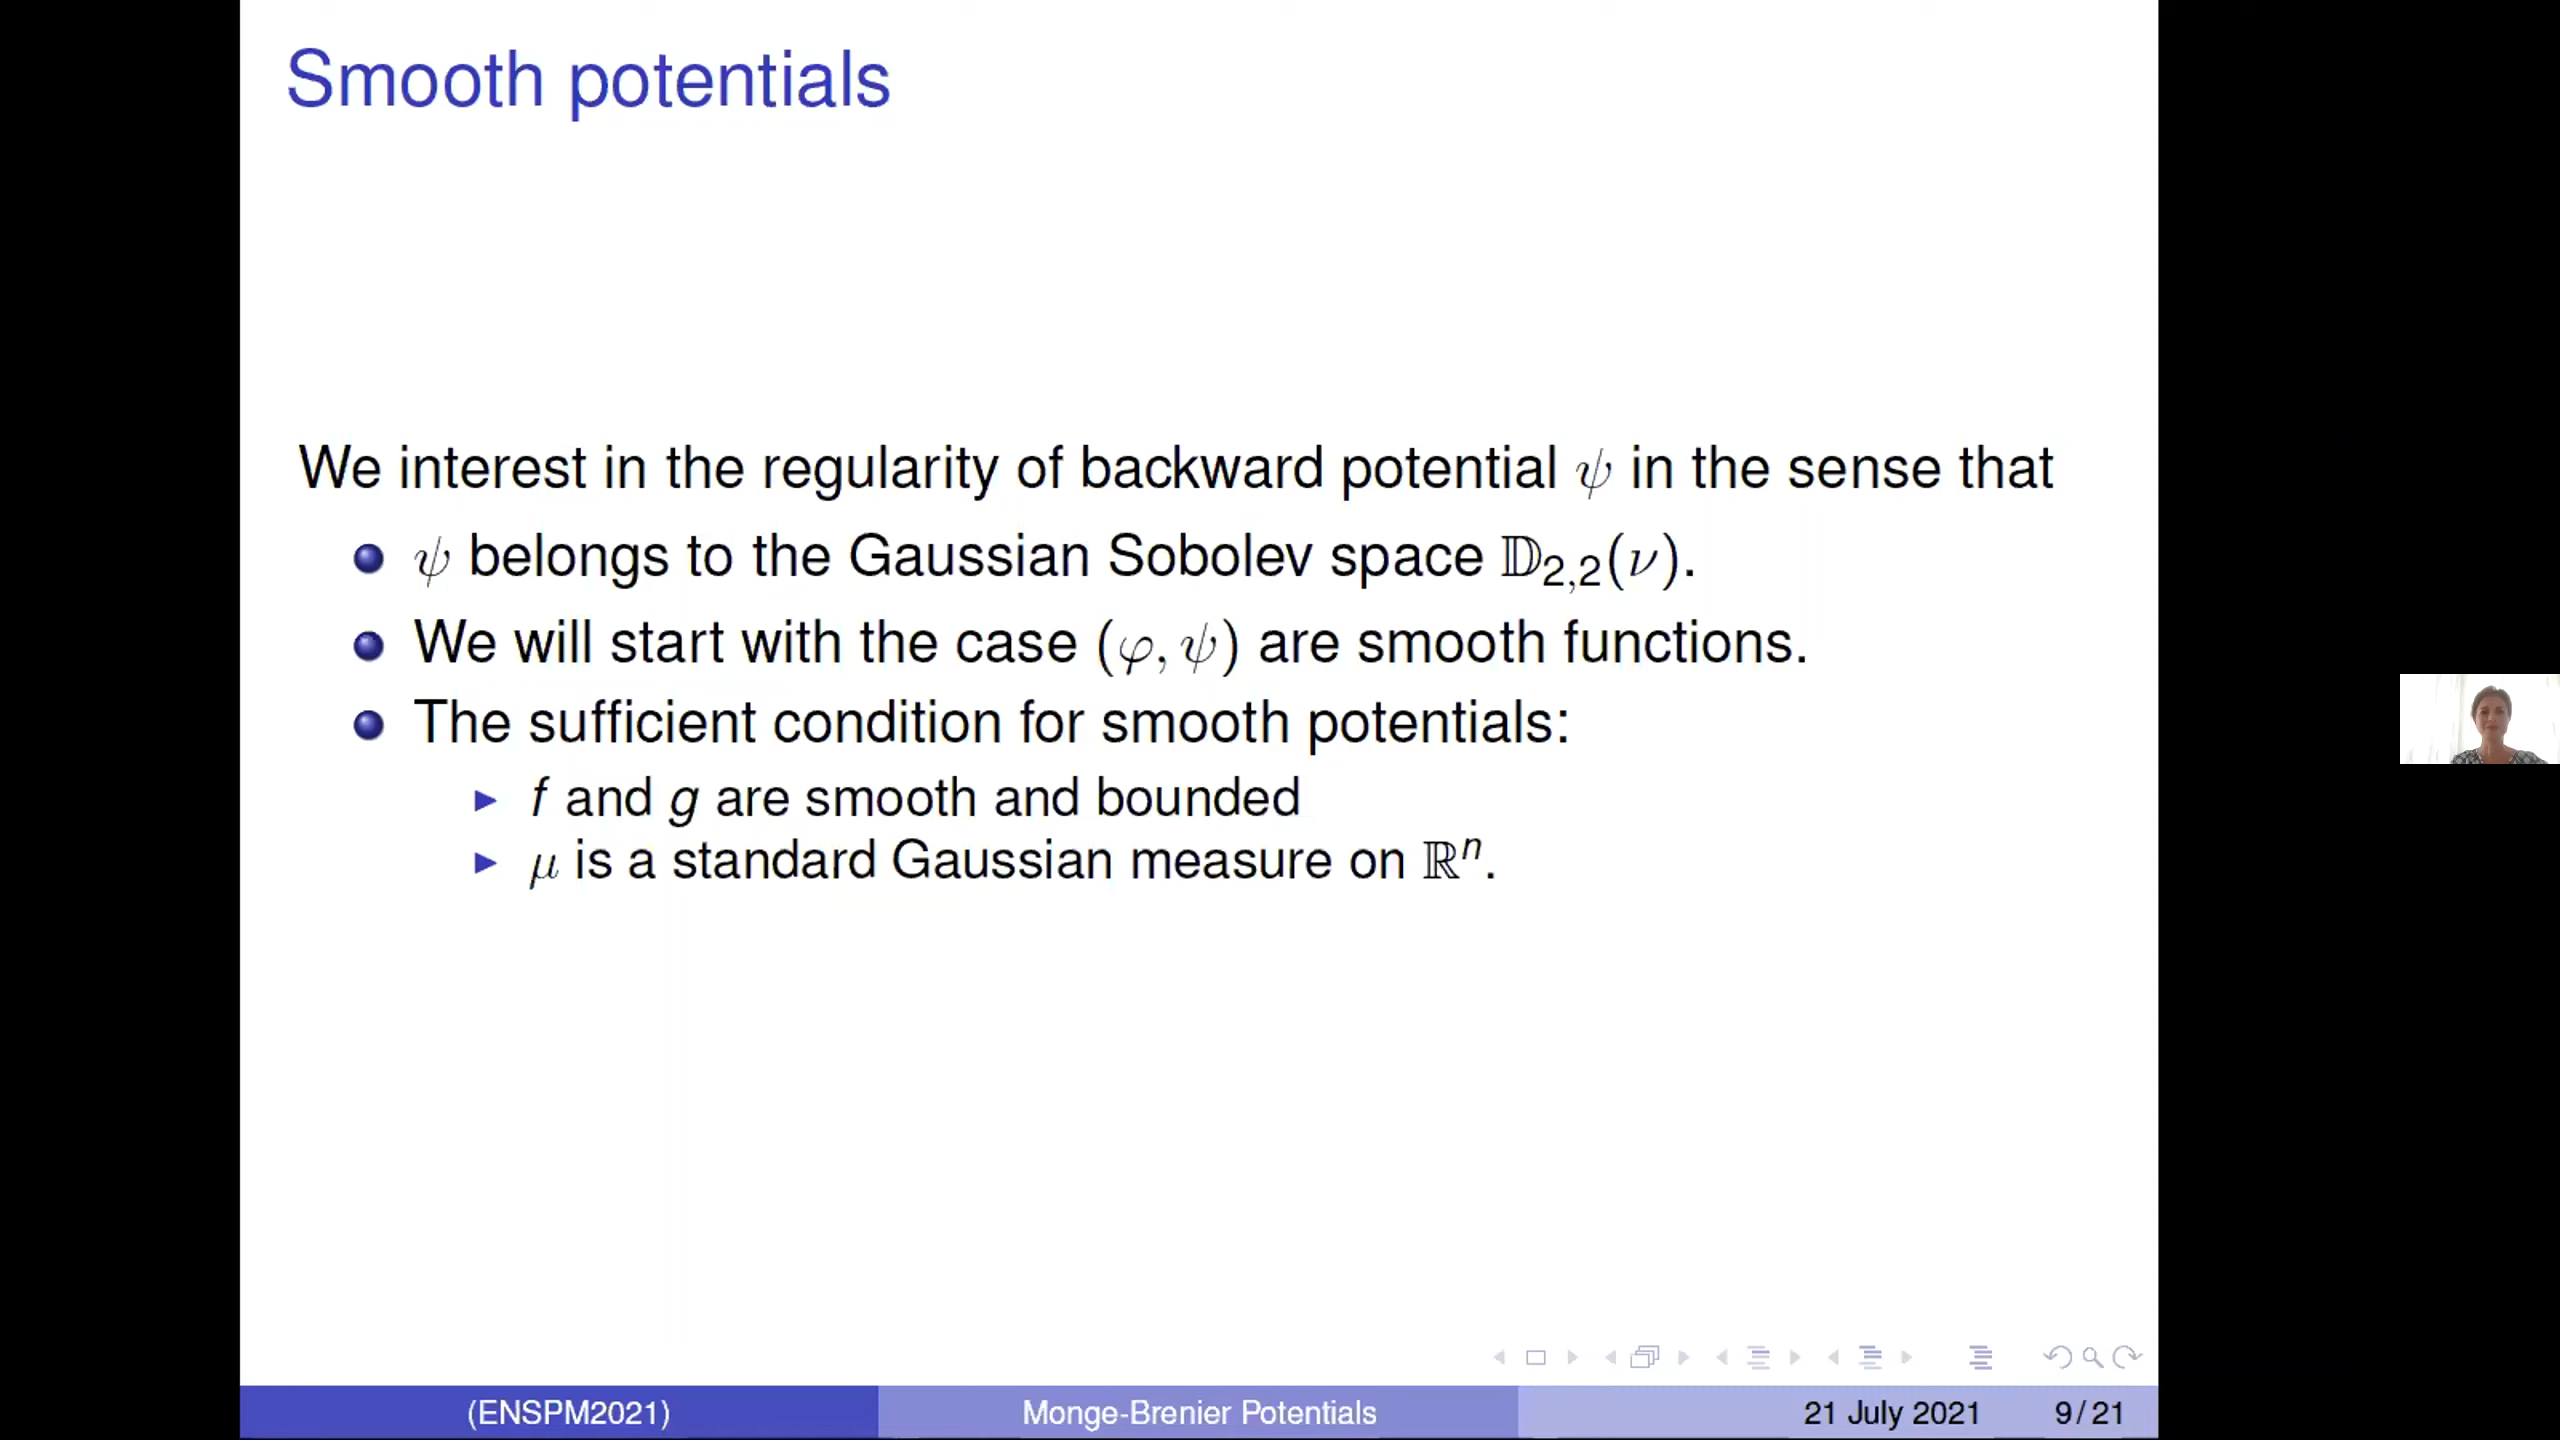 Smooth potentials
We interest in the regularity of backward potential ψ in the sense that
ψ belongs to the Gaussian Sobolev space 𝔻₂,₂(ν).
We will start with the case (φ, ψ) are smooth functions.
The sufficient condition for smooth potentials:
f and g are smooth and bounded
μ is a standard Gaussian measure on ℝⁿ.
(ENSPM2021) Monge-Brenier Potentials 21 July 2021 9/21